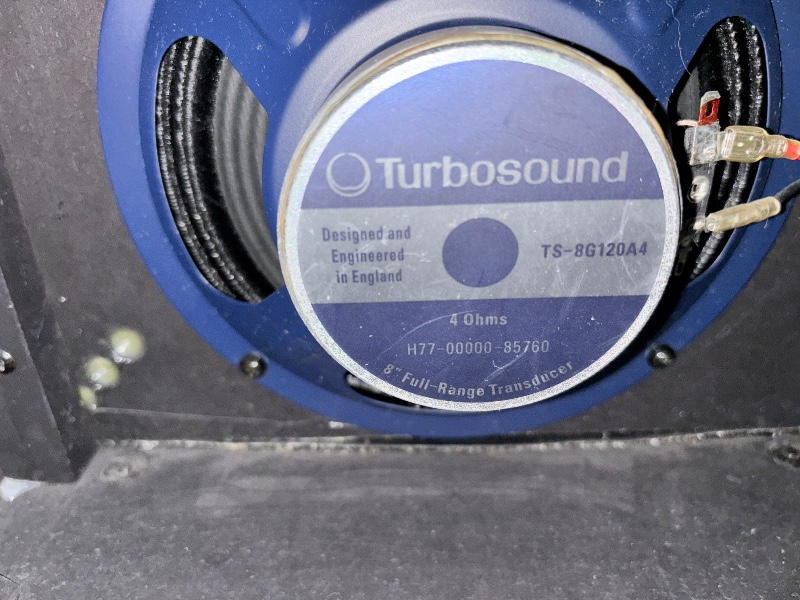 Turbosound
Designed and
Engineered
in England
TS-8G120A4
4 Ohms
H77-00000-85760
8" Full-Range Transducer